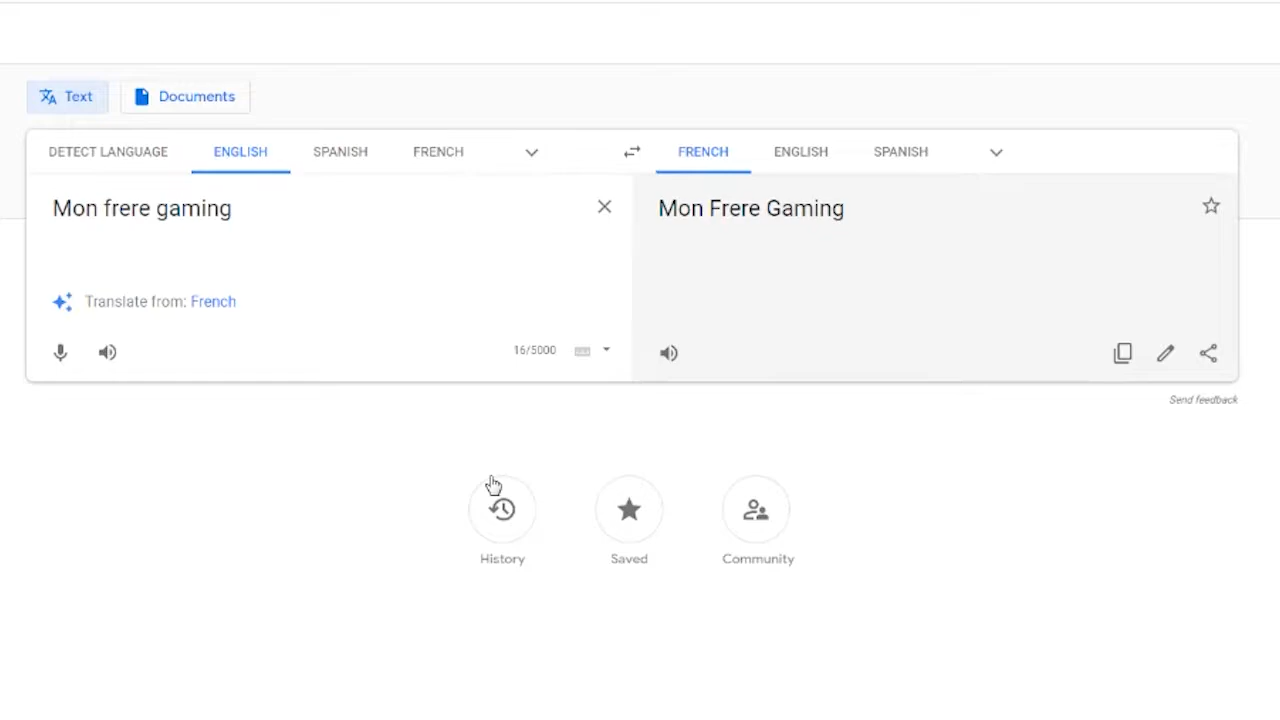 Text
Documents
DETECT LANGUAGE ENGLISH SPANISH FRENCH FRENCH ENGLISH SPANISH
Mon frere gaming
Mon Frere Gaming
Translate from: French
16/5000
Send feedback
History Saved Community